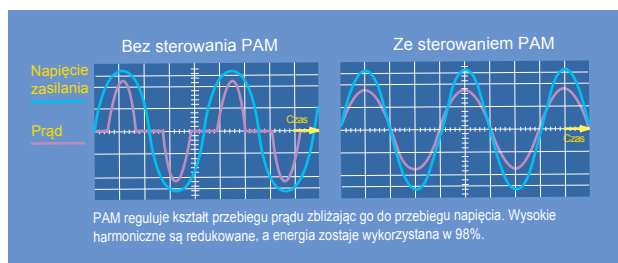 Bez sterowania PAM
Ze sterowaniem PAM
Napięcie
zasilania
Prąd
Czas
Czas
PAM reguluje kształt przebiegu prądu zbliżając go do przebiegu napięcia. Wysokie
harmoniczne są redukowane, a energia zostaje wykorzystana w 98%.